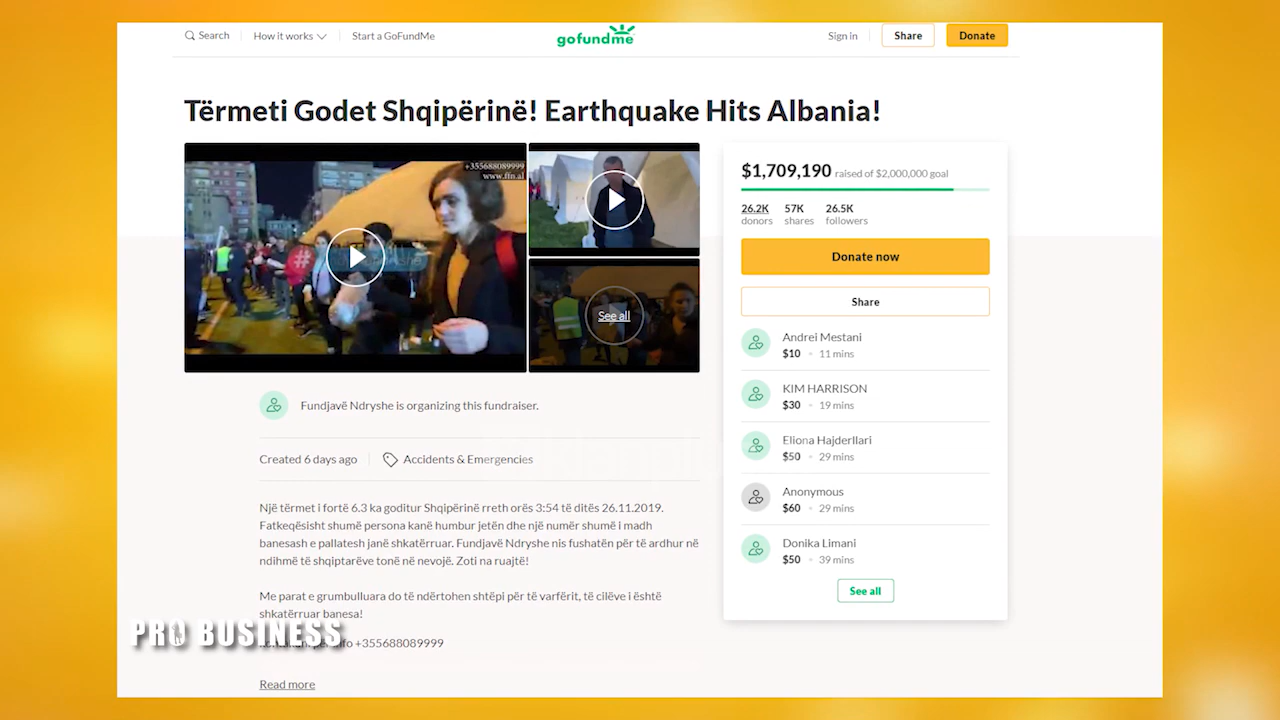 Search
How it works
Start a GoFundMe
gofundme
Sign in
Share
Donate
Tërmeti Godet Shqipërinë! Earthquake Hits Albania!
+355688089999
www.ffn.al
See all
$1,709,190 raised of $2,000,000 goal
26.2K 57K 26.5K
donors shares followers
Donate now
Share
Andrei Mestani
$10 • 11 mins
KIM HARRISON
$30 • 19 mins
Eliona Hajderllari
$50 • 29 mins
Anonymous
$60 • 29 mins
Donika Limani
$50 • 39 mins
See all
Fundjavë Ndryshe is organizing this fundraiser.
Created 6 days ago
Accidents & Emergencies
Një tërmet i fortë 6.3 ka goditur Shqipërinë rreth orës 3:54 të ditës 26.11.2019.
Fatkeqësisht shumë persona kanë humbur jetën dhe një numër shumë i madh
banesash e pallatesh janë shkatërruar. Fundjavë Ndryshe nis fushatën për të ardhur në
ndihmë të shqiptarëve tonë në nevojë. Zoti na ruajtë!
Me parat e grumbulluara do të ndërtohen shtëpi për të varfërit, të cilëve i është
shkatërruar banesa!
+355688089999
PRO BUSINESS
Read more